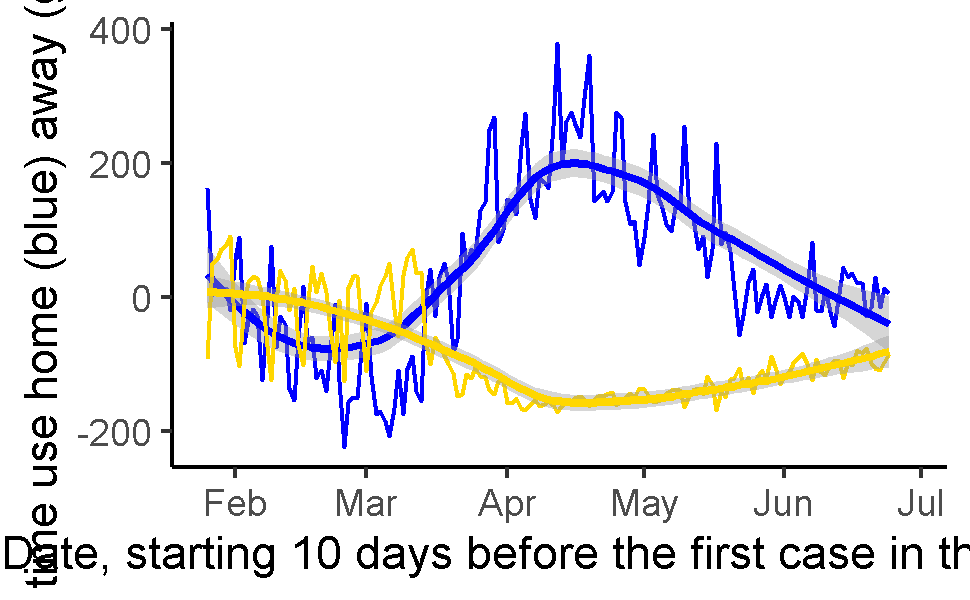 400
200
0
-200
time use home (blue) away (
Feb Mar Apr May Jun Jul
Date, starting 10 days before the first case in th